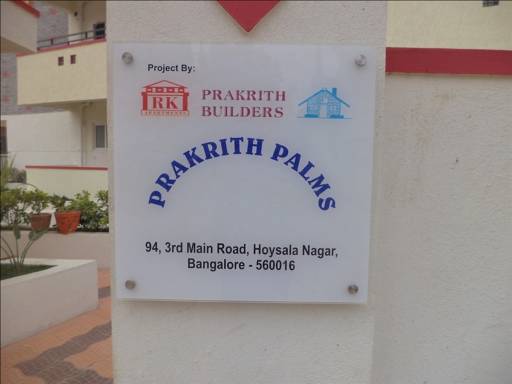 Project By:
RK
APARTMENTS
PRAKRITH
BUILDERS
PRAKRITH PALMS
94, 3rd Main Road, Hoysala Nagar,
Bangalore - 560016